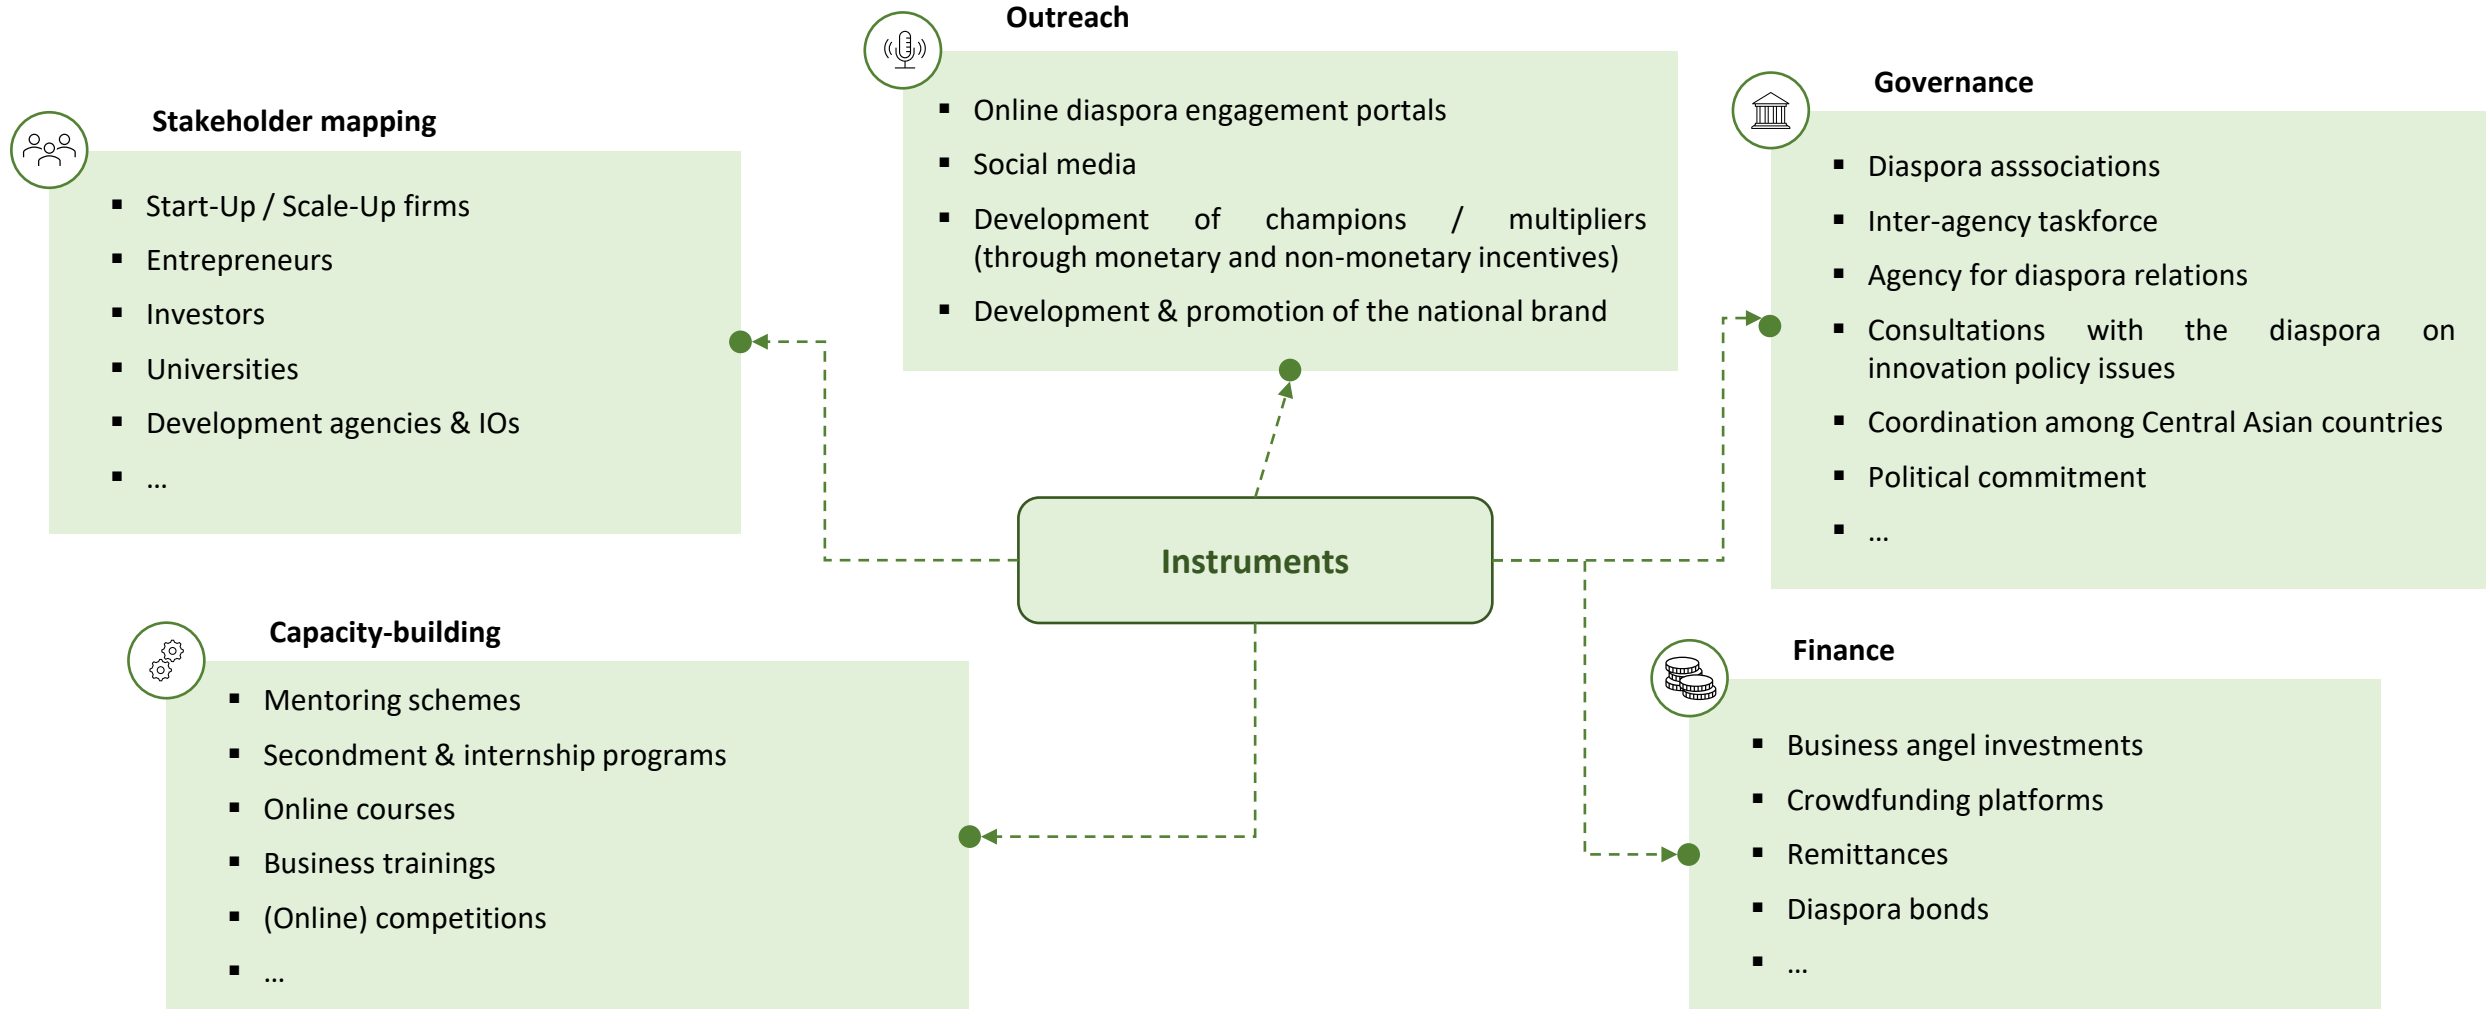 Outreach
▪ Online diaspora engagement portals
▪ Social media
▪ Development of champions / multipliers
(through monetary and non-monetary incentives)
▪ Development & promotion of the national brand
Stakeholder mapping
▪ Start-Up / Scale-Up firms
▪ Entrepreneurs
▪ Investors
▪ Universities
▪ Development agencies & IOs
▪ ...
Governance
▪ Diaspora asssociations
▪ Inter-agency taskforce
▪ Agency for diaspora relations
▪ Consultations with the diaspora on
innovation policy issues
▪ Coordination among Central Asian countries
▪ Political commitment
▪ ...
Instruments
Capacity-building
▪ Mentoring schemes
▪ Secondment & internship programs
▪ Online courses
▪ Business trainings
▪ (Online) competitions
▪ ...
Finance
▪ Business angel investments
▪ Crowdfunding platforms
▪ Remittances
▪ Diaspora bonds
▪ ...